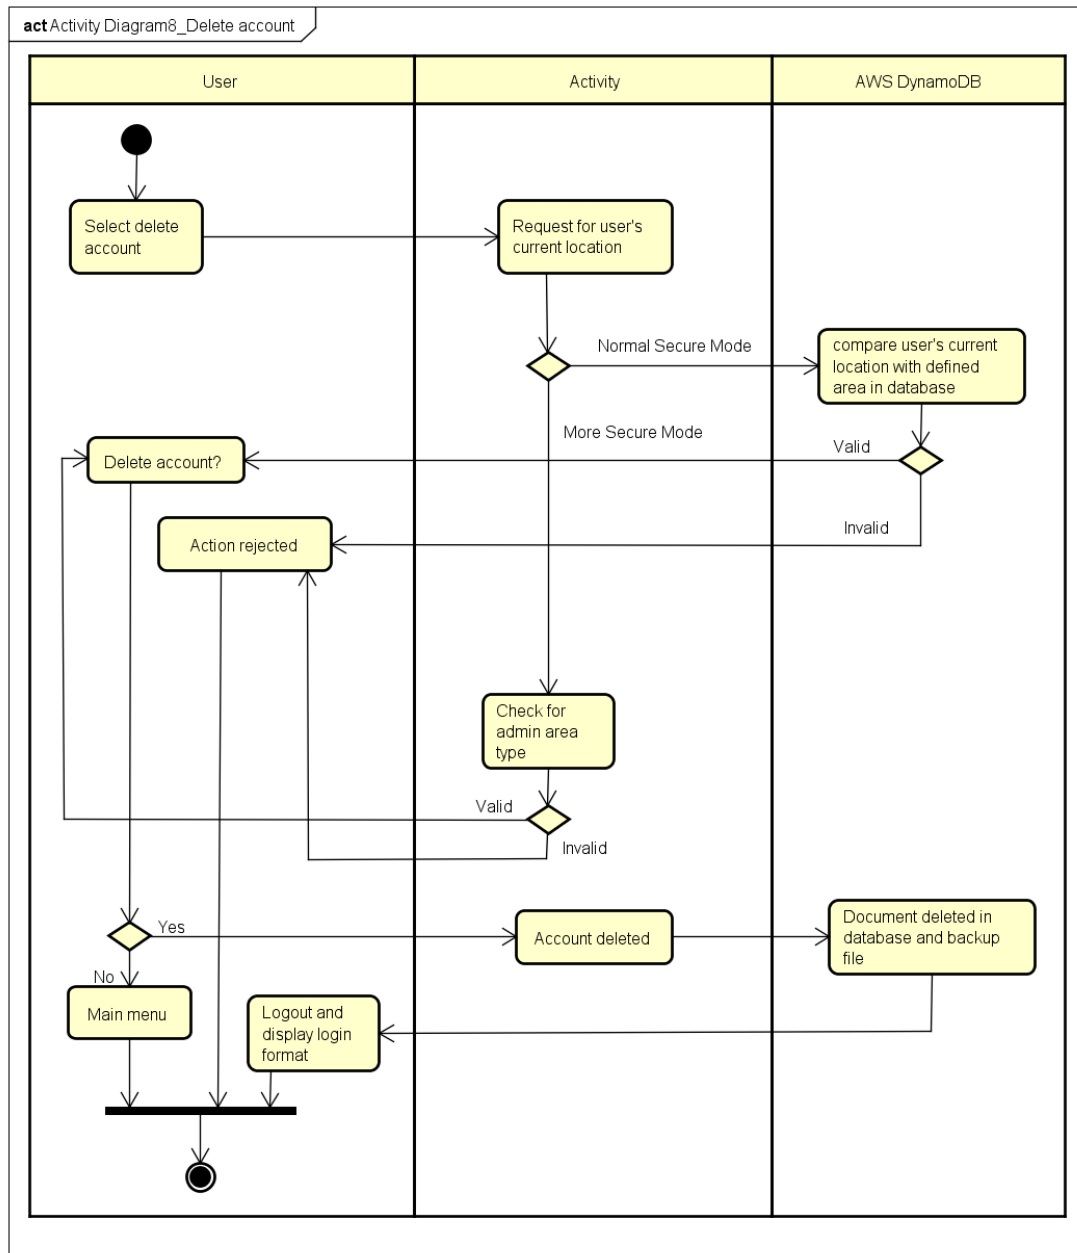 act Activity Diagram8_Delete account
User
Activity
AWS DynamoDB
Select delete
account
Request for user's
current location
Normal Secure Mode
compare user's current
location with defined
area in database
More Secure Mode
Valid
Delete account?
Invalid
Action rejected
Check for
admin area
type
Valid
Invalid
Yes
Account deleted
Document deleted in
database and backup
file
No
Main menu
Logout and
display login
format